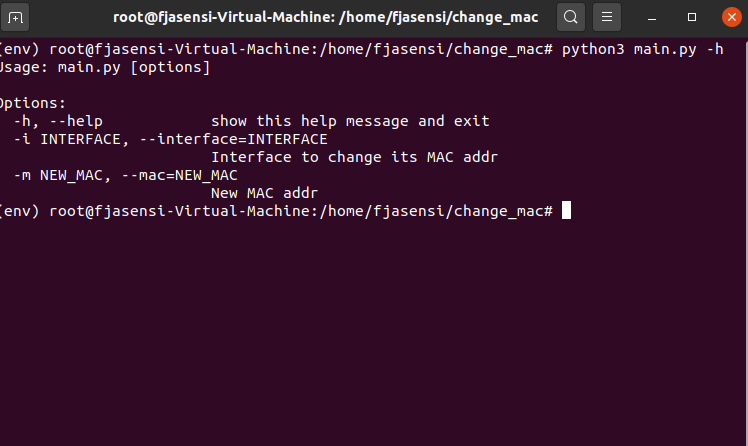 root@fjasensi-Virtual-Machine: /home/fjasensi/change_mac
(env) root@fjasensi-Virtual-Machine:/home/fjasensi/change_mac# python3 main.py -h
Usage: main.py [options]
Options:
-h, --help show this help message and exit
-i INTERFACE, --interface=INTERFACE
Interface to change its MAC addr
-m NEW_MAC, --mac=NEW_MAC
New MAC addr
(env) root@fjasensi-Virtual-Machine:/home/fjasensi/change_mac#